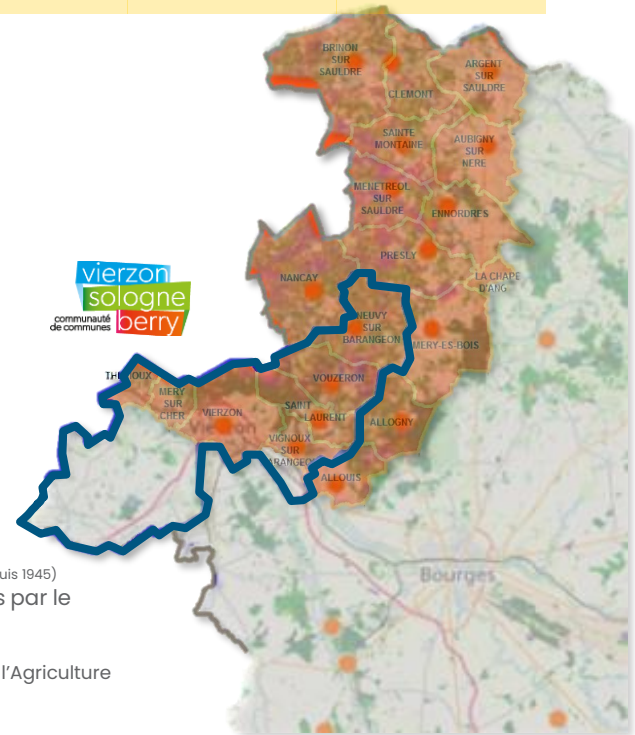 BRINON
SUR
SAULDRE
ARGENT
SUR
SAULDRE
CLEMONT
SAINTE
MONTAINE
AUBIGNY
SUR
NERE
MENETREOL
SUR
SAULDRE
ENNORDRES
PRESLY
LA CHAPE
D'ANG
NANCAY
vierzon
sologne
berry
communauté
de communes
NEUVY
SUR
BARANGEON
MERY-ES-BOIS
MERY
SUR
CHER
VOUZERON
VIERZON
SAINT
LAURENT
ALLOGNY
VIGNOUX
SUR
ALLOUIS
Bourges
uis 1945)
s par le
l'Agriculture